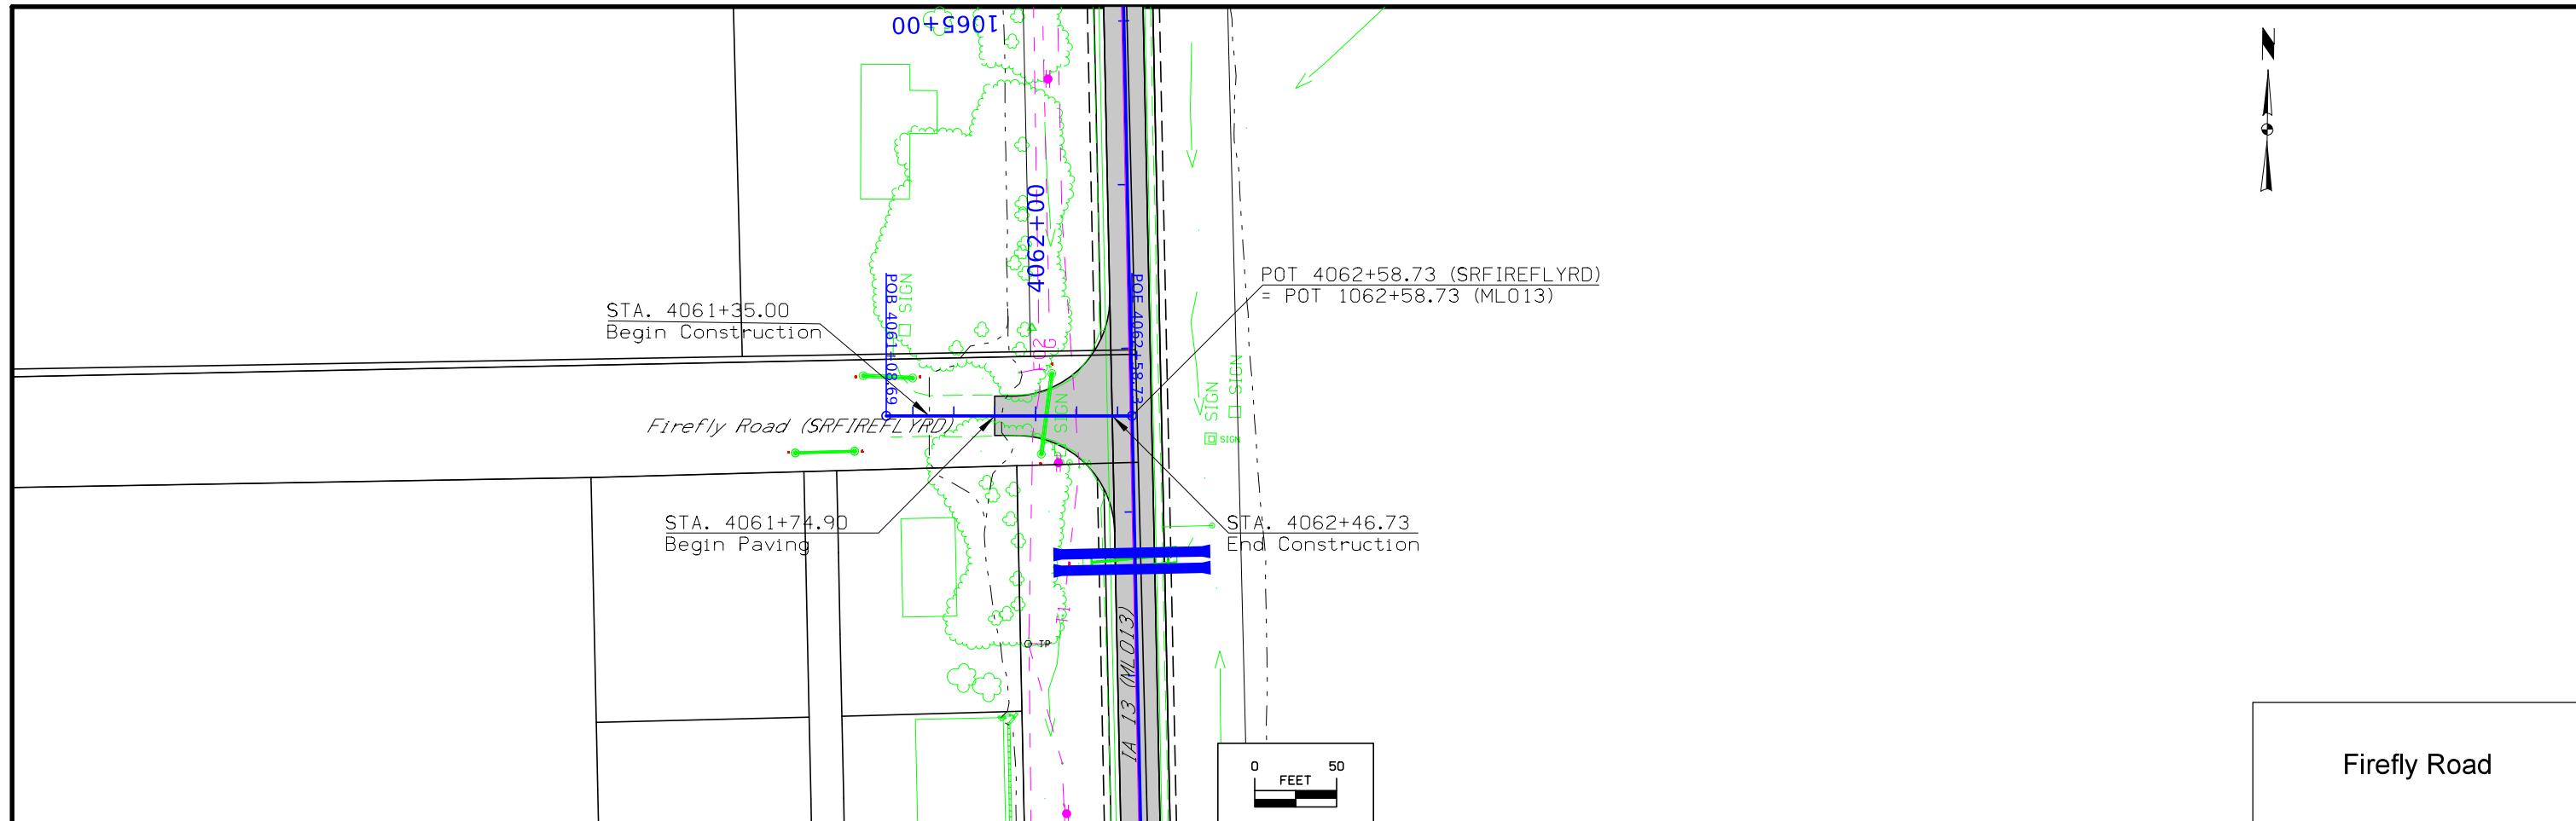 1065+00
N
4062+00
POB 4061+08.69
SIGN
POE 4062+58.73
POT 4062+58.73 (SRFIREFLYRD)
= POT 1062+58.73 (ML013)
STA. 4061+35.00
Begin Construction
SIGN
SIGN
SIGN
SIGN
Firefly Road (SRFIREFLYRD)
STA. 4061+74.90
Begin Paving
STA. 4062+46.73
End Construction
TP
IA 13 (ML013)
0 50
FEET
Firefly Road